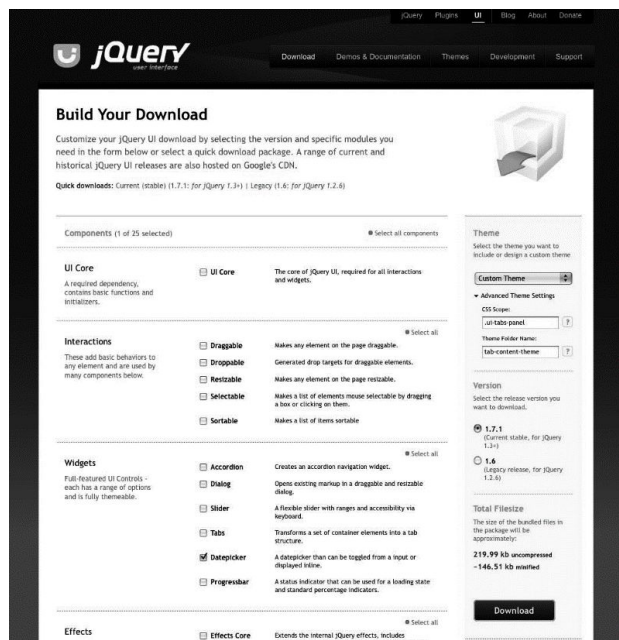 jQuery Plugins UI Blog About Donate
jQuery
user interface
Download Demos & Documentation Themes Development Support
Build Your Download
Customize your jQuery UI download by selecting the version and specific modules you
need in the form below or select a quick download package. A range of current and
historical jQuery UI releases are also hosted on Google's CDN.
Quick downloads: Current (stable) (1.7.1: for jQuery 1.3+) | Legacy (1.6: for jQuery 1.2.6)
Components (1 of 25 selected)
Select all components
UI Core
A required dependency,
contains basic functions and
initializers.
UI Core
The core of jQuery UI, required for all interactions
and widgets.
Select all
Interactions
These add basic behaviors to
any element and are used by
many components below.
Draggable
Makes any element on the page draggable.
Droppable
Generated drop targets for draggable elements.
Resizable
Makes any element on the page resizable.
Selectable
Makes a list of elements mouse selectable by dragging
a box or clicking on them.
Sortable
Makes a list of items sortable
Select all
Widgets
Full-featured UI Controls -
each has a range of options
and is fully themeable.
Accordion
Creates an accordion navigation widget.
Dialog
Opens existing markup in a draggable and resizable
dialog.
Slider
A flexible slider with ranges and accessibility via
keyboard.
Tabs
Transforms a set of container elements into a tab
structure.
Datepicker
A datepicker than can be toggled from a input or
displayed inline.
Progressbar
A status indicator that can be used for a loading state
and standard percentage indicators.
Select all
Effects
Effects Core
Extends the internal jQuery effects, includes
Theme
Select the theme you want to
include or design a custom theme
Custom Theme
Advanced Theme Settings
CSS Scope:
.ui-tabs-panel ?
Theme Folder Name:
tab-content-theme ?
Version
Select the release version you
want to download.
1.7.1
(Current stable, for jQuery
1.3+)
1.6
(Legacy release, for jQuery
1.2.6)
Total Filesize
The size of the bundled files in
the package will be
approximately:
219.99 kb uncompressed
~146.51 kb minified
Download